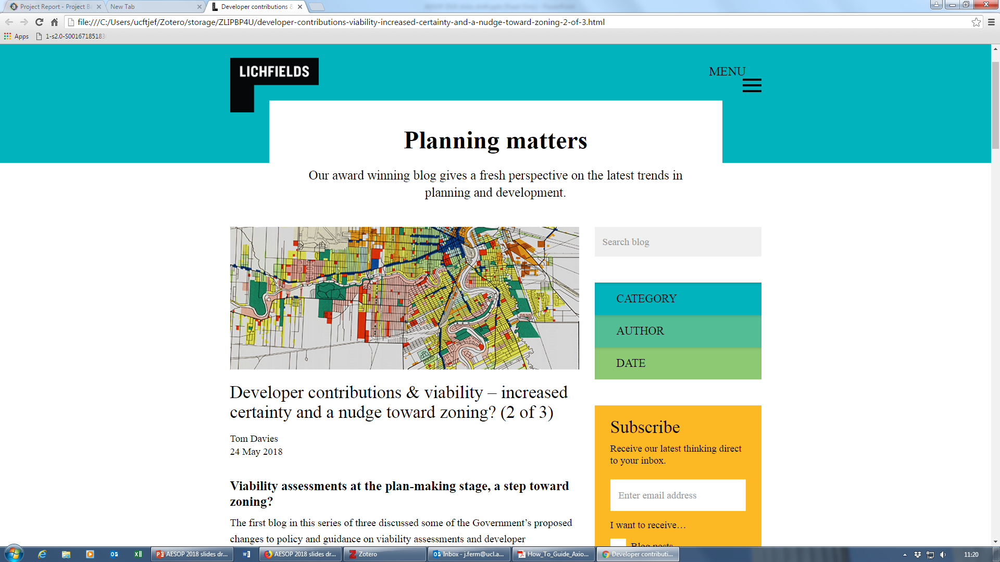 Project Report - Project Be
New Tab
Developer contributions &
file:///C:/Users/ucftjef/Zotero/storage/ZLIPBP4U/developer-contributions-viability-increased-certainty-and-a-nudge-toward-zoning-2-of-3.html
Apps
1-s2.0-S00167185183
LICHFIELDS
MENU
Planning matters
Our award winning blog gives a fresh perspective on the latest trends in
planning and development.
Search blog
CATEGORY
AUTHOR
DATE
Developer contributions & viability – increased
certainty and a nudge toward zoning? (2 of 3)
Tom Davies
24 May 2018
Viability assessments at the plan-making stage, a step toward
zoning?
The first blog in this series of three discussed some of the Government’s proposed
changes to policy and guidance on viability assessments and developer
Subscribe
Receive our latest thinking direct
to your inbox.
Enter email address
I want to receive…
Blog posts
AESOP 2018 slides dr...
AESOP 2018 slides dr...
Zotero
Inbox - j.ferm@ucl.a...
How_To_Guide_Axio...
Developer contributi...
11:20